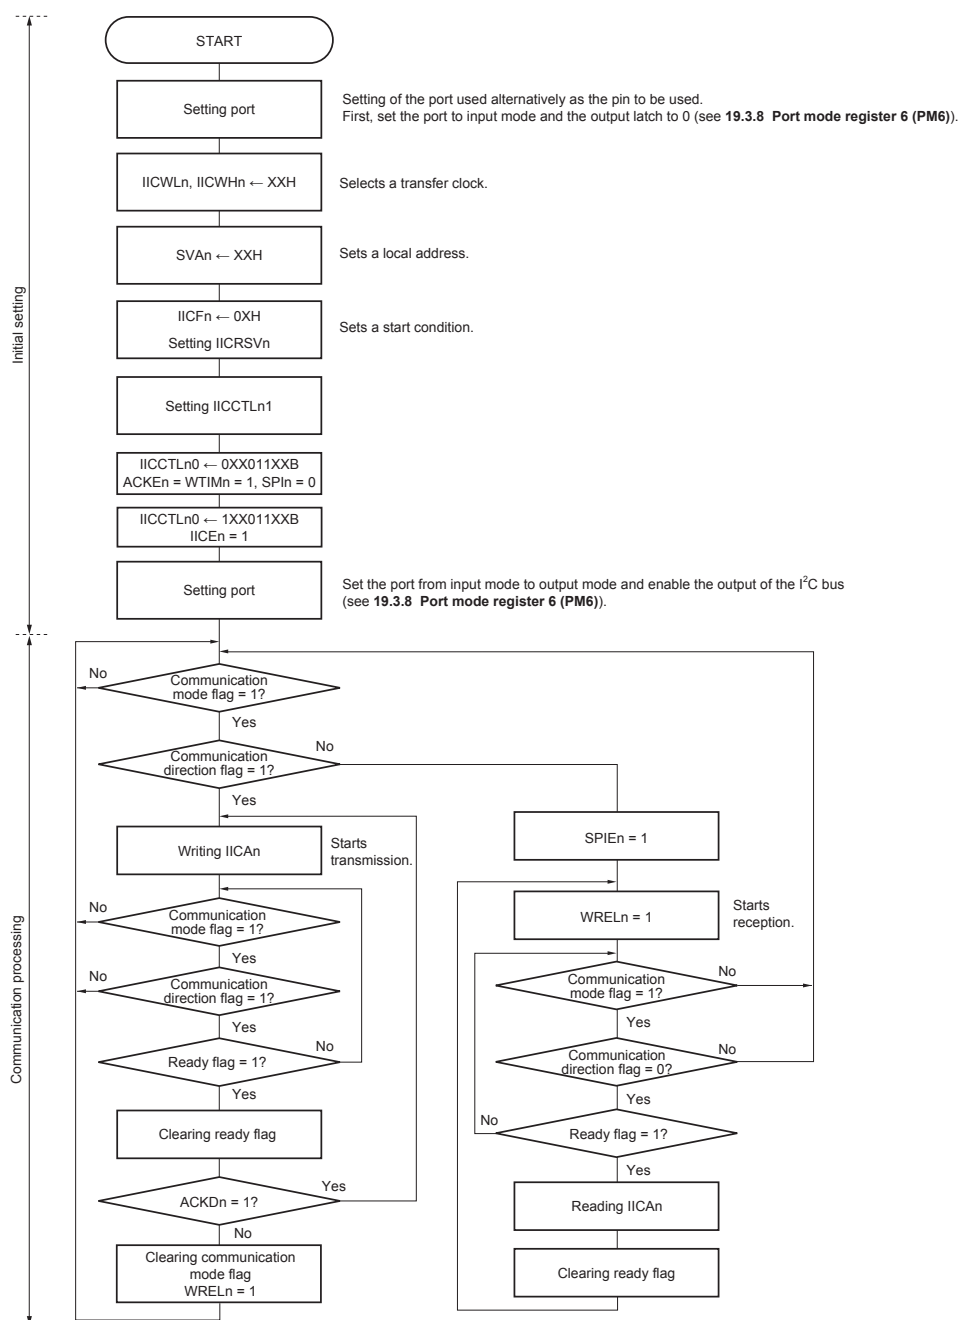 START
Setting port
Setting of the port used alternatively as the pin to be used.
First, set the port to input mode and the output latch to 0 (see 19.3.8 Port mode register 6 (PM6)).
IICWLn, IICWHn ← XXH
Selects a transfer clock.
SVAn ← XXH
Sets a local address.
IICFn ← 0XH
Setting IICRSVn
Sets a start condition.
Initial setting
Setting IICCTLn1
IICCTLn0 ← 0XX011XXB
ACKEn = WTIMn = 1, SPIn = 0
IICCTLn0 ← 1XX011XXB
IICEn = 1
Setting port
Set the port from input mode to output mode and enable the output of the I²C bus
(see 19.3.8 Port mode register 6 (PM6)).
Communication processing
No
Communication
mode flag = 1?
Yes
No
Communication
direction flag = 1?
Yes
Writing IICAn
Starts
transmission.
No
Communication
mode flag = 1?
Yes
No
Communication
direction flag = 1?
Yes
No
Ready flag = 1?
Yes
Clearing ready flag
Yes
ACKDn = 1?
No
Clearing communication
mode flag
WRELn = 1
SPIEn = 1
WRELn = 1
Starts
reception.
No
Communication
mode flag = 1?
Yes
No
Communication
direction flag = 0?
Yes
No
Ready flag = 1?
Yes
Reading IICAn
Clearing ready flag